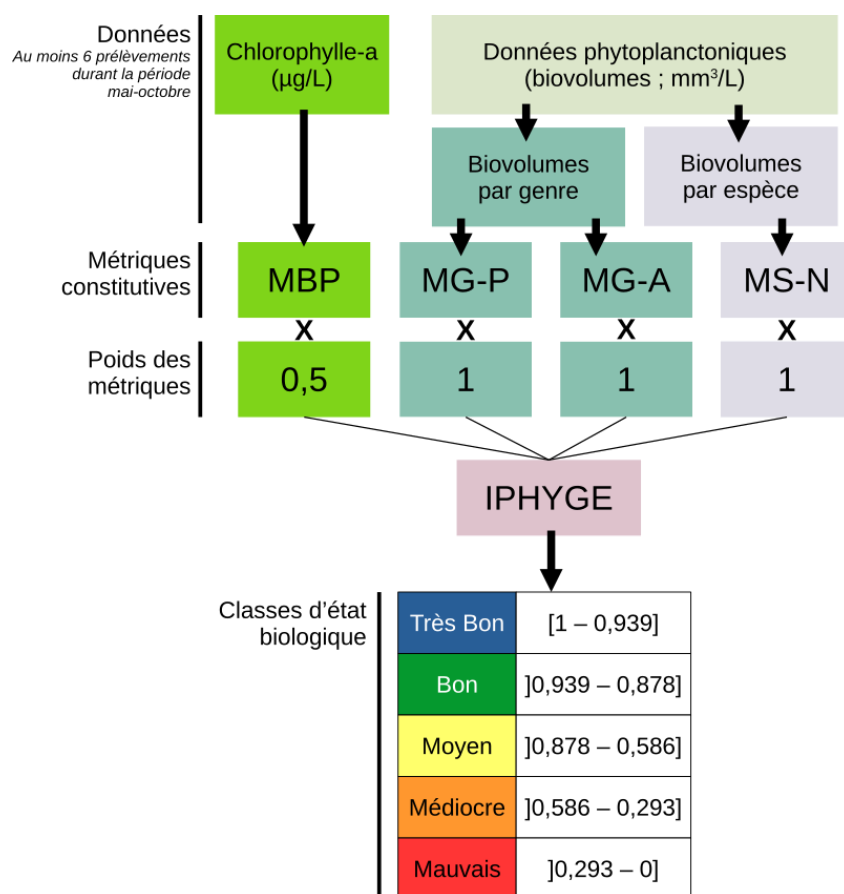 Données
Au moins 6 prélèvements
durant la période
mai-octobre
Chlorophylle-a
(µg/L)
Données phytoplanctoniques
(biovolumes ; mm³/L)
Biovolumes
par genre
Biovolumes
par espèce
Métriques
constitutives
MBP
MG-P
MG-A
MS-N
X
X
X
X
Poids des
métriques
0,5
1
1
1
IPHYGE
Classes d’état
biologique
Très Bon
[1 – 0,939]
Bon
]0,939 – 0,878]
Moyen
]0,878 – 0,586]
Médiocre
]0,586 – 0,293]
Mauvais
]0,293 – 0]